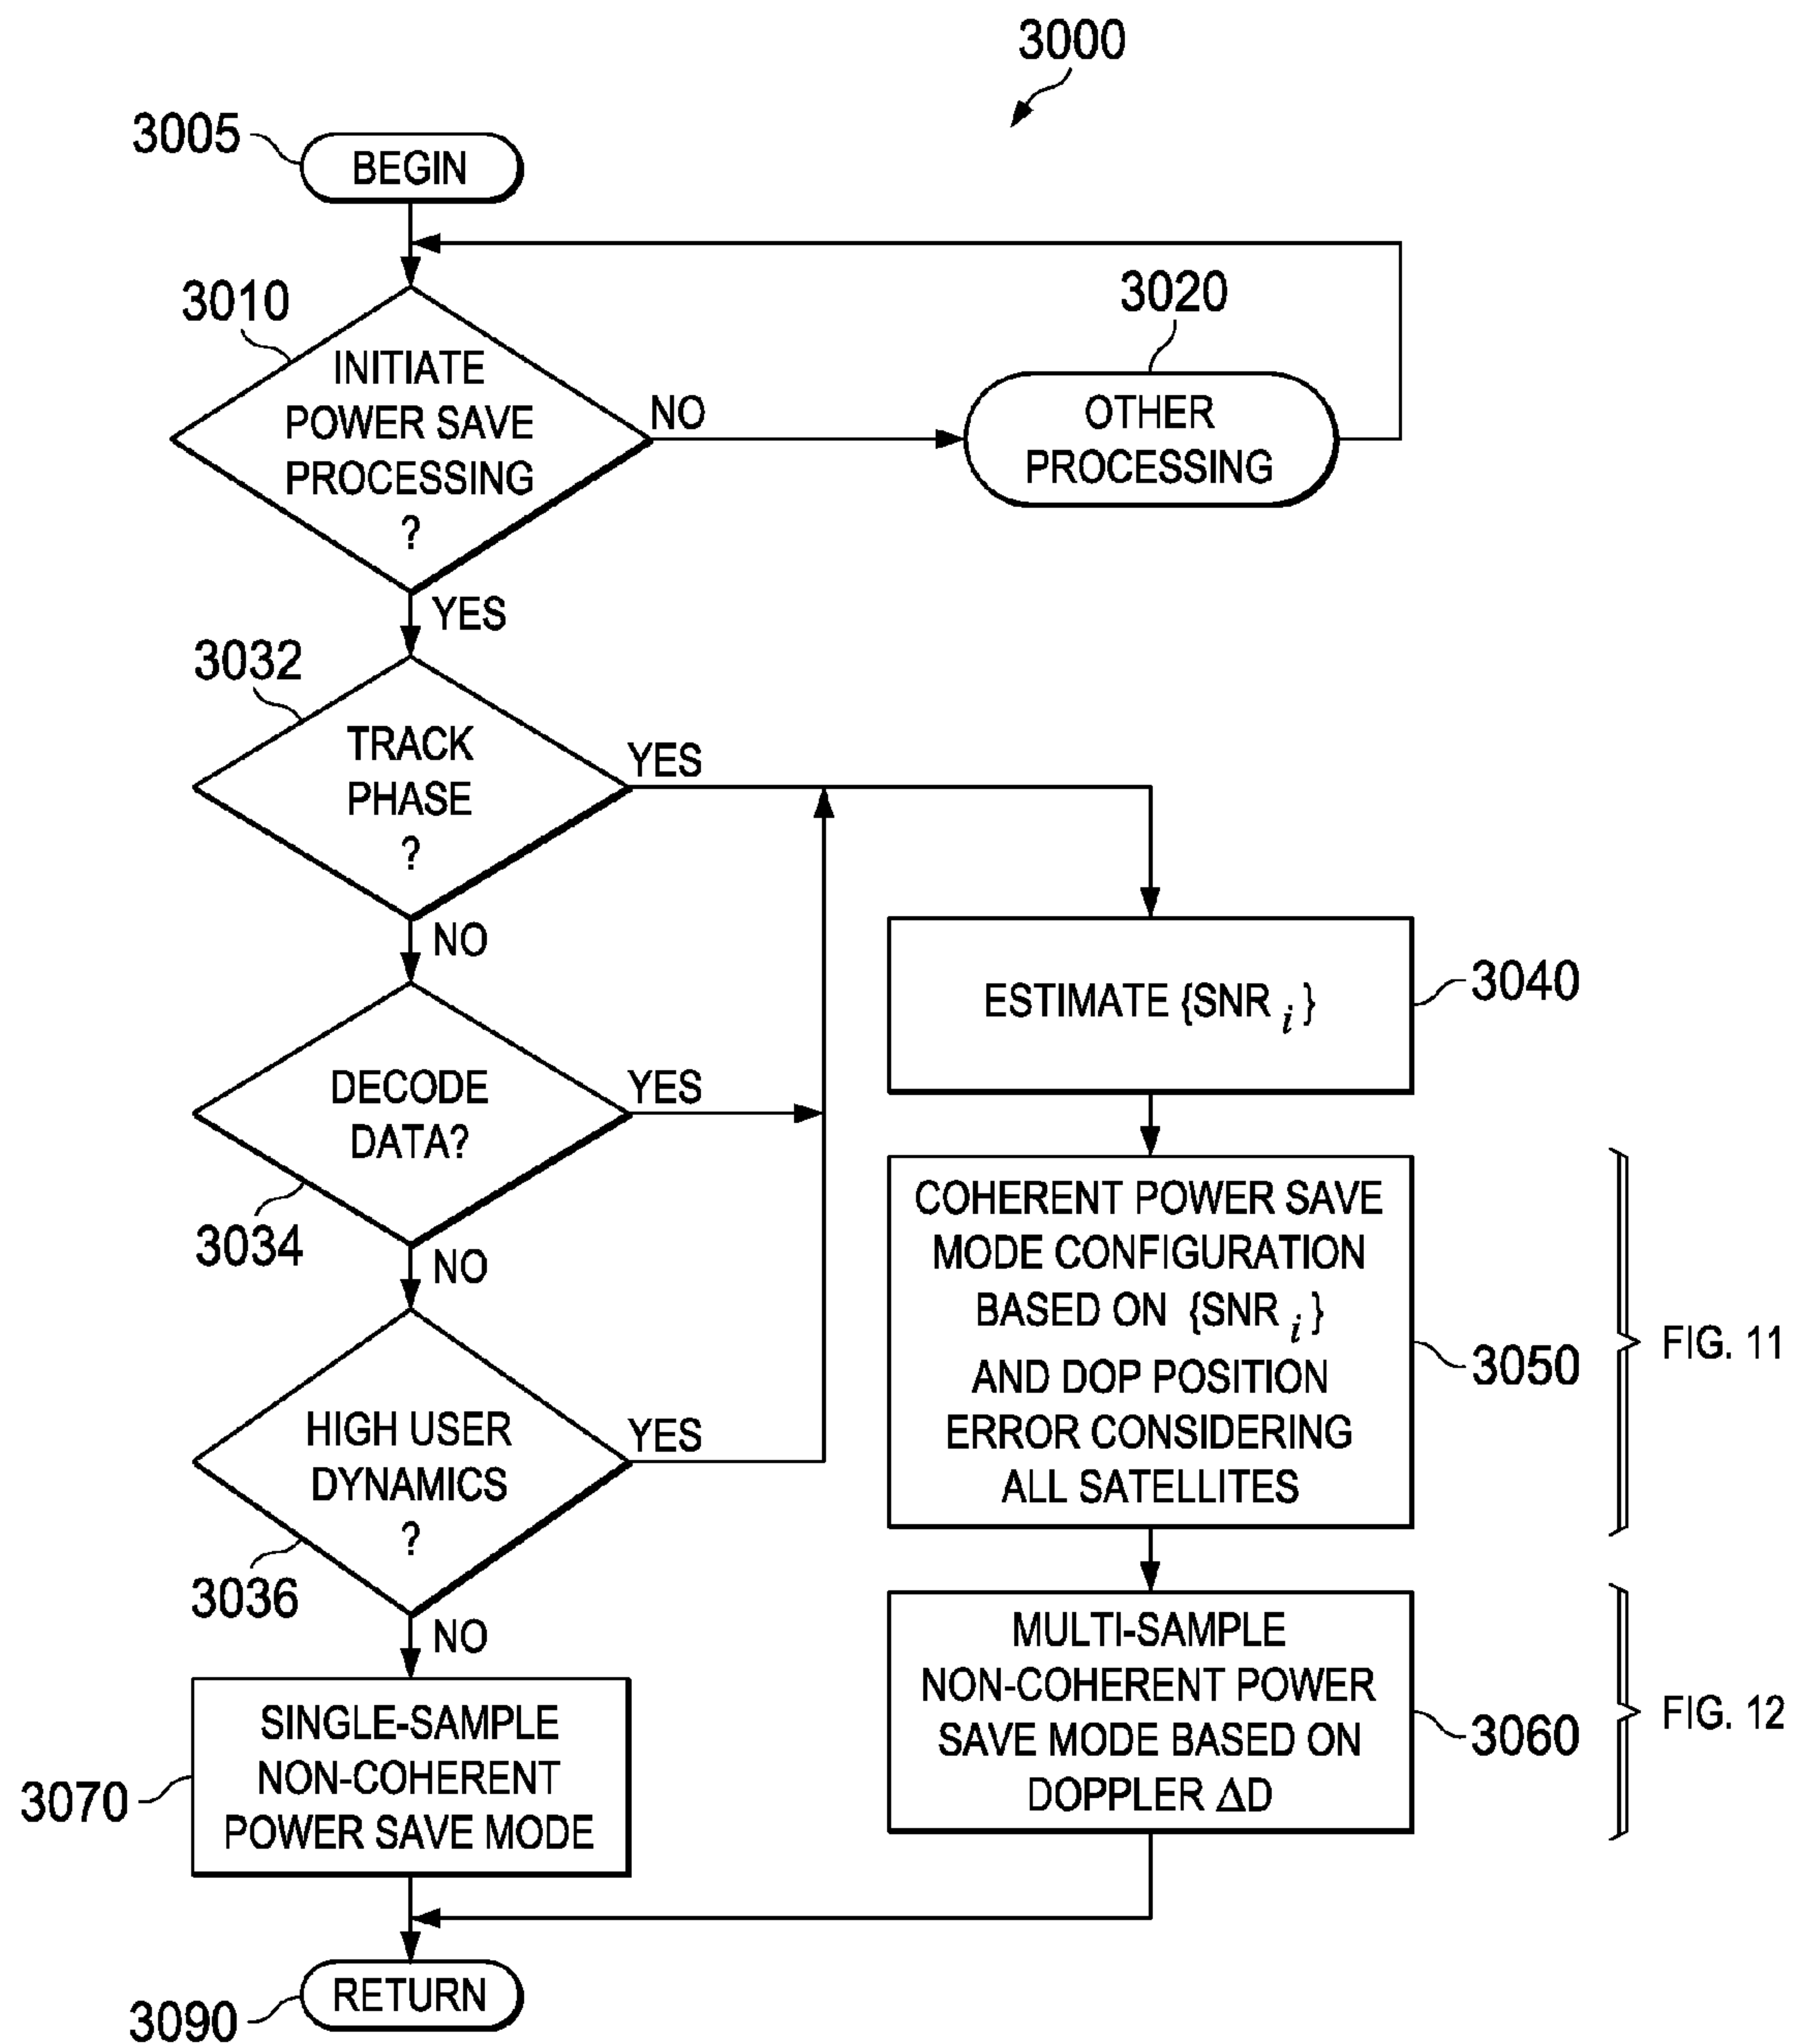 3000
3005
BEGIN
3010
INITIATE
POWER SAVE
PROCESSING
?
NO
3020
OTHER
PROCESSING
YES
3032
TRACK
PHASE
?
YES
NO
3040
ESTIMATE {SNR i }
DECODE
DATA?
YES
3034
NO
COHERENT POWER SAVE
MODE CONFIGURATION
BASED ON {SNR i }
AND DOP POSITION
ERROR CONSIDERING
ALL SATELLITES
3050
FIG. 11
HIGH USER
DYNAMICS
?
YES
3036
NO
MULTI-SAMPLE
NON-COHERENT POWER
SAVE MODE BASED ON
DOPPLER ΔD
3060
FIG. 12
SINGLE-SAMPLE
NON-COHERENT
POWER SAVE MODE
3070
RETURN
3090